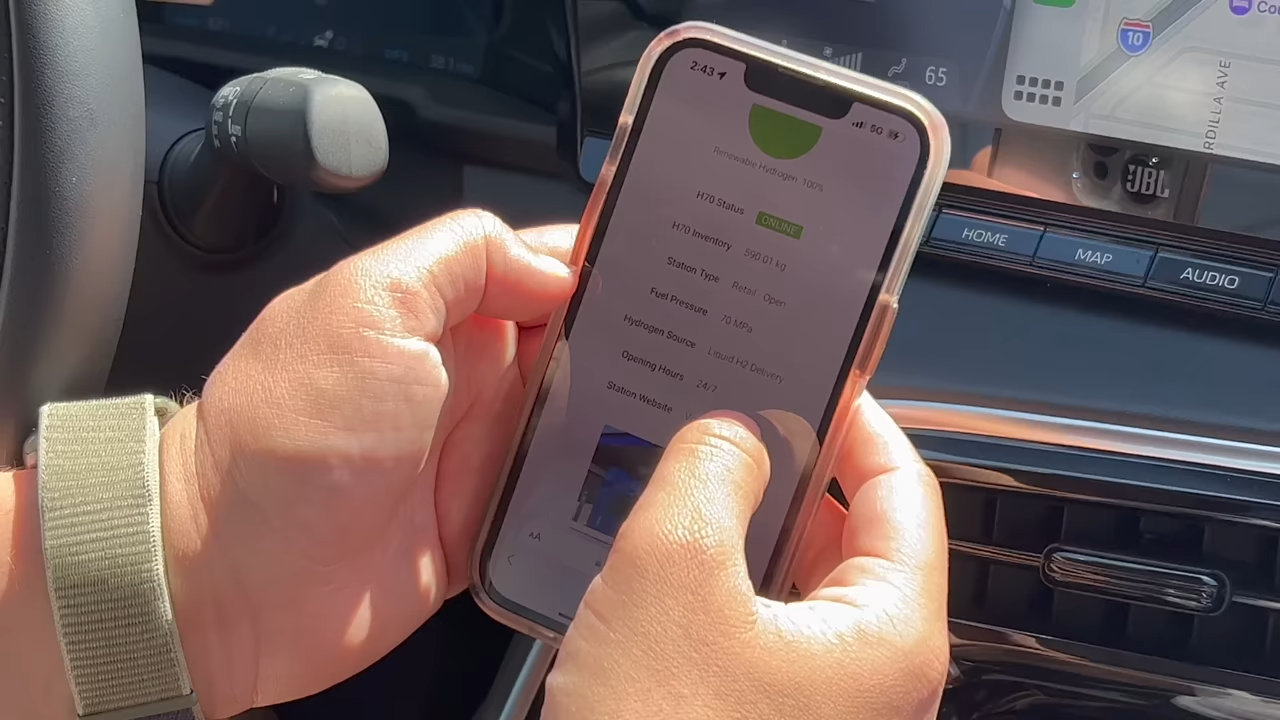 2:43
5G
65
10
Cou
RDILLA AVE
JBL
HOME
MAP
AUDIO
Renewable Hydrogen 100%
H70 Status ONLINE
H70 Inventory 590.01 kg
Station Type Retail Open
Fuel Pressure 70 MPa
Hydrogen Source Liquid H2 Delivery
Opening Hours 24/7
Station Website
AA